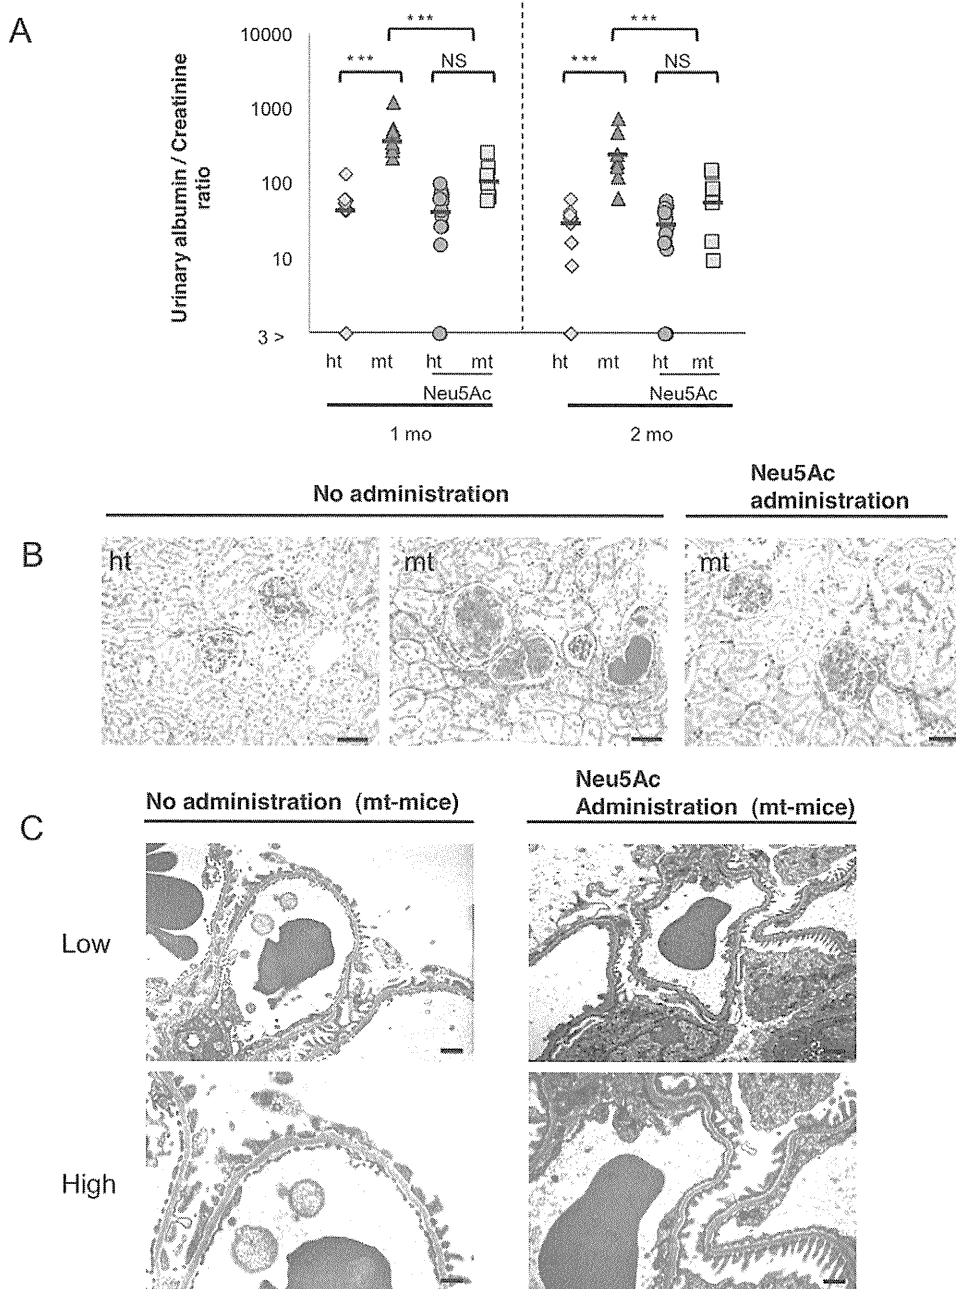 A
Urinary albumin / Creatinine
ratio
10000
1000
100
10
3 >
***
***
NS
***
***
NS
ht mt ht mt ht mt ht mt
Neu5Ac Neu5Ac
1 mo 2 mo
No administration
Neu5Ac
administration
B
ht
mt
mt
C
No administration (mt-mice)
Neu5Ac
Administration (mt-mice)
Low
High